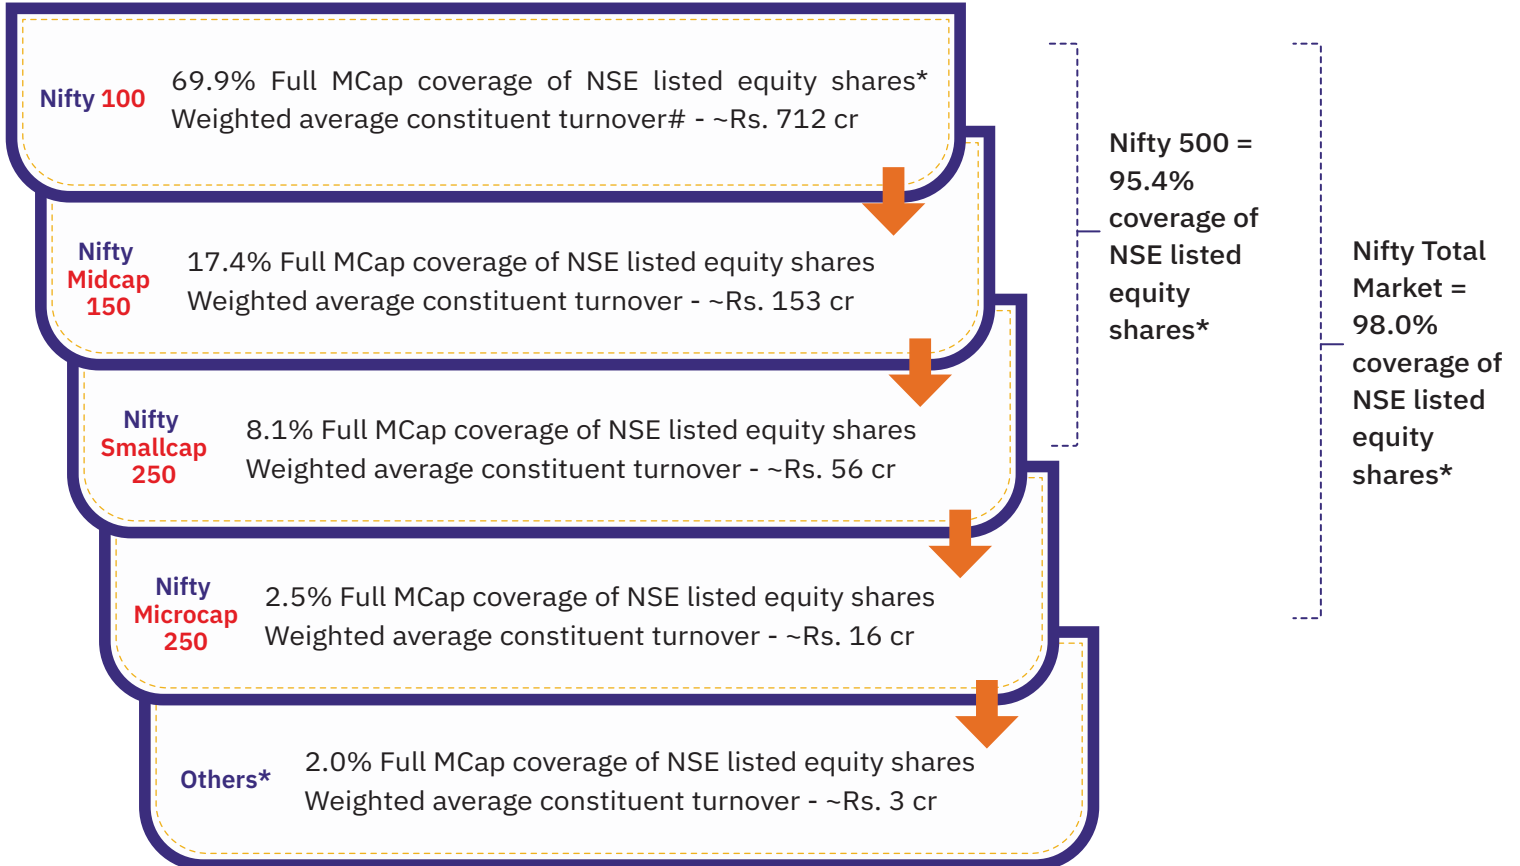 Nifty 100
69.9% Full MCap coverage of NSE listed equity shares*
Weighted average constituent turnover# - ~Rs. 712 cr
Nifty
Midcap
150
17.4% Full MCap coverage of NSE listed equity shares
Weighted average constituent turnover - ~Rs. 153 cr
Nifty
Smallcap
250
8.1% Full MCap coverage of NSE listed equity shares
Weighted average constituent turnover - ~Rs. 56 cr
Nifty
Microcap
250
2.5% Full MCap coverage of NSE listed equity shares
Weighted average constituent turnover - ~Rs. 16 cr
Others*
2.0% Full MCap coverage of NSE listed equity shares
Weighted average constituent turnover - ~Rs. 3 cr
Nifty 500 =
95.4%
coverage of
NSE listed
equity
shares*
Nifty Total
Market =
98.0%
coverage of
NSE listed
equity
shares*